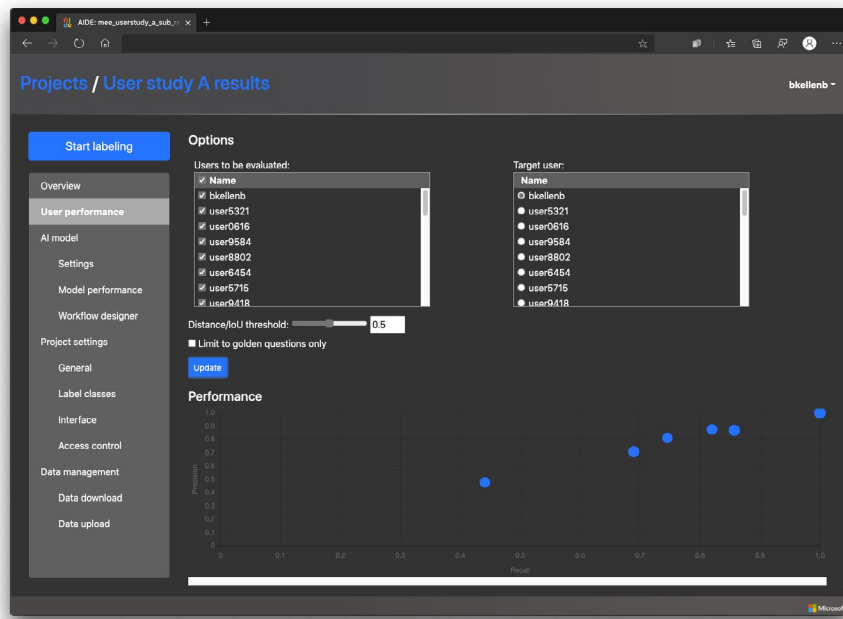 AIDE: mee_userstudy_a_sub_r
Projects / User study A results
bkellenb
Start labeling
Overview
User performance
AI model
Settings
Model performance
Workflow designer
Project settings
General
Label classes
Interface
Access control
Data management
Data download
Data upload
Options
Users to be evaluated:
Name
bkellenb
user5321
user0616
user9584
user8802
user6454
user5715
user9418
Target user:
Name
bkellenb
user5321
user0616
user9584
user8802
user6454
user5715
user9418
Distance/IoU threshold: 0.5
Limit to golden questions only
Update
Performance
Precision
1.0
0.9
0.8
0.7
0.6
0.5
0.4
0.3
0.2
0.1
0
0 0.1 0.2 0.3 0.4 0.5 0.6 0.7 0.8 0.9 1.0
Recall
Microsof